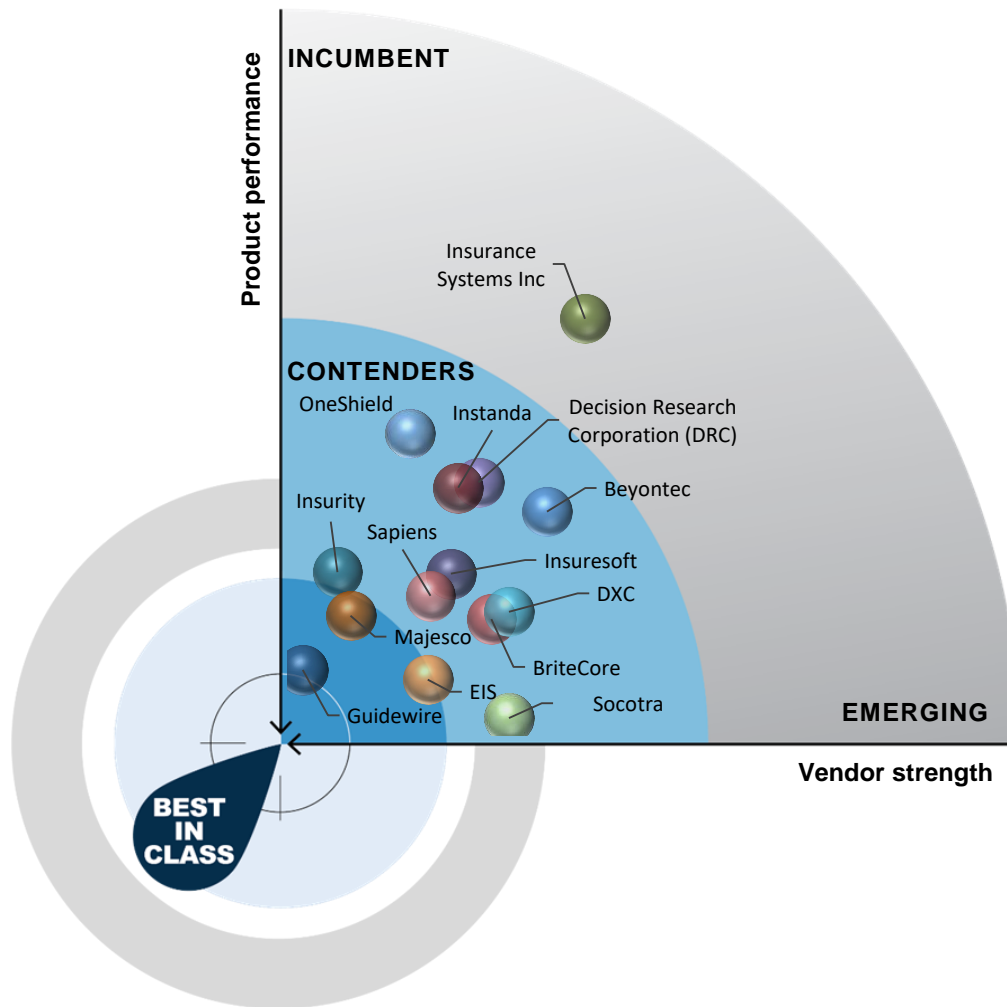 INCUMBENT
Product performance
Insurance
Systems Inc
CONTENDERS
OneShield
Instanda
Decision Research
Corporation (DRC)
Beyontec
Insurity
Sapiens
Insuresoft
DXC
Majesco
BriteCore
EIS
Socotra
Guidewire
EMERGING
Vendor strength
BEST
IN
CLASS